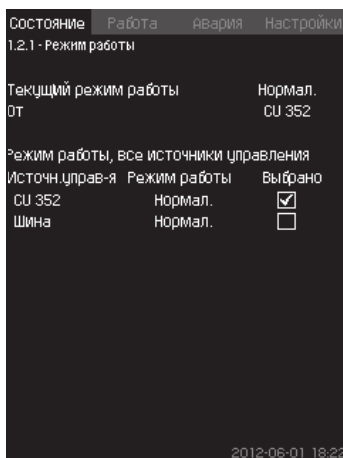 Состояние Работа Авария Настройки
1.2.1 - Режим работы
Текущий режим работы Нормал.
От CU 352
Режим работы, все источники управления
Источн.управ-я Режим работы Выбрано
CU 352 Нормал.
Шина Нормал.
2012-06-01 18:22